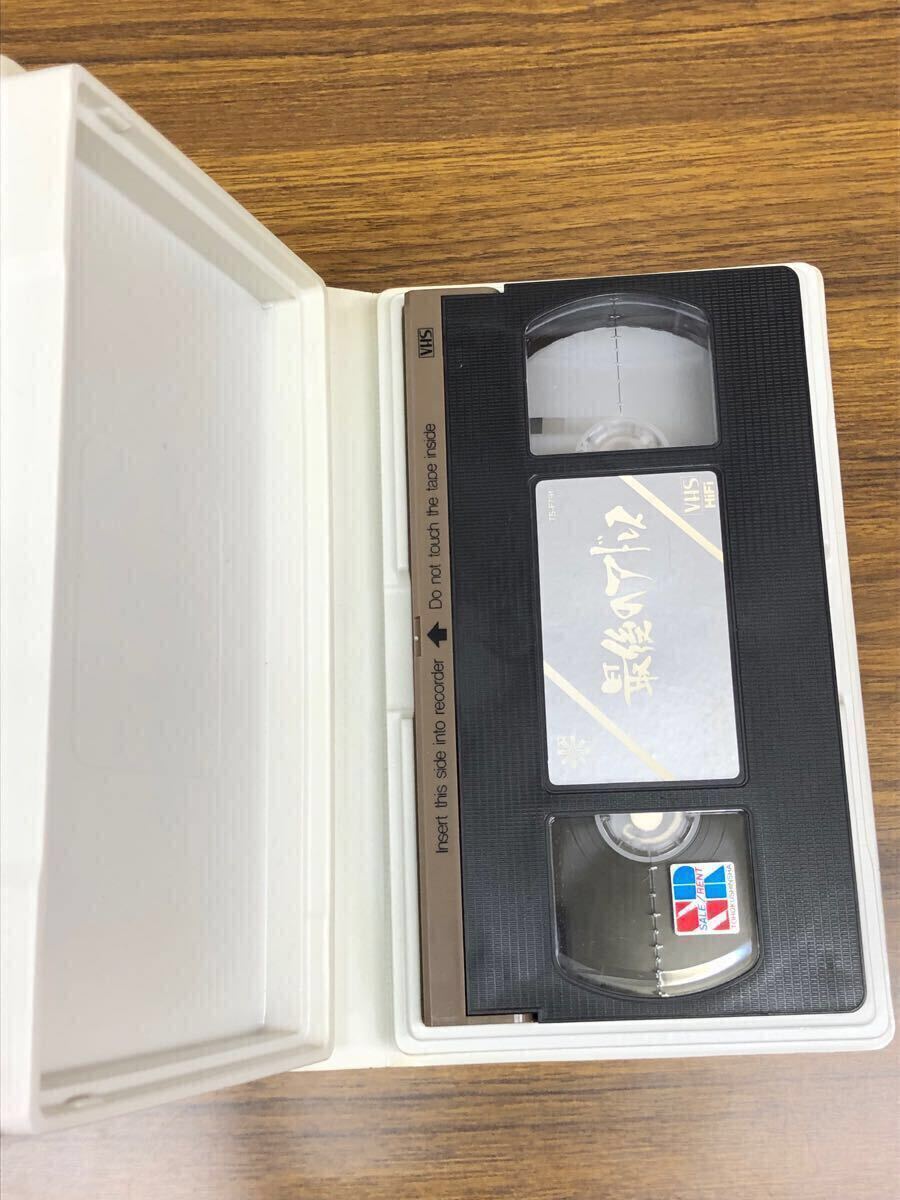 VHS
Insert this side into recorder Do not touch the tape inside
最後のアドレス
VHS
HiFi
SALE/RENT
TOHOKUSHINSHA